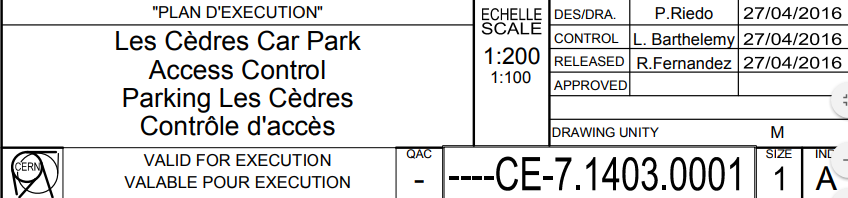 "PLAN D'EXECUTION"
Les Cèdres Car Park
Access Control
Parking Les Cèdres
Contrôle d'accès
ECHELLE
SCALE
1:200
1:100
DES/DRA. P.Riedo 27/04/2016
CONTROL L. Barthelemy 27/04/2016
RELEASED R.Fernandez 27/04/2016
APPROVED
DRAWING UNITY M
CERN
VALID FOR EXECUTION
VALABLE POUR EXECUTION
QAC
-
----CE-7.1403.0001
SIZE
1
A